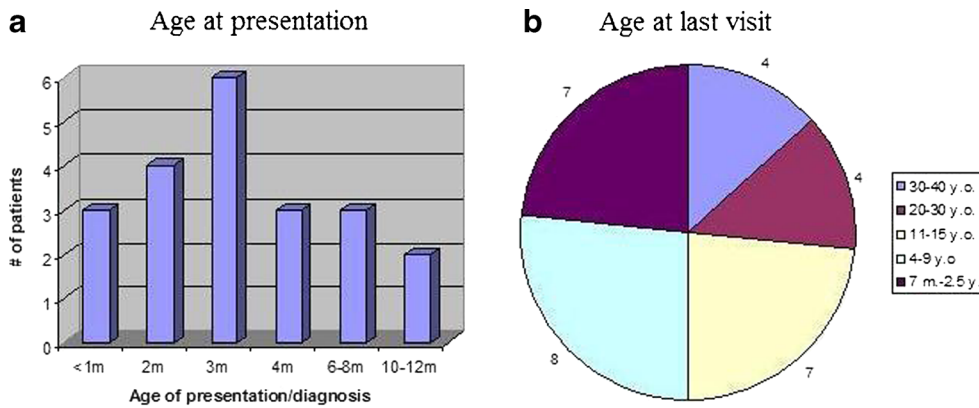 a Age at presentation
6
5
4
3
2
1
0
# of patients
< 1m 2m 3m 4m 6-8m 10-12m
Age of presentation/diagnosis
b Age at last visit
4
4
7
8
7
30-40 y.o.
20-30 y.o.
11-15 y.o.
4-9 y.o
7 m.-2.5 y.